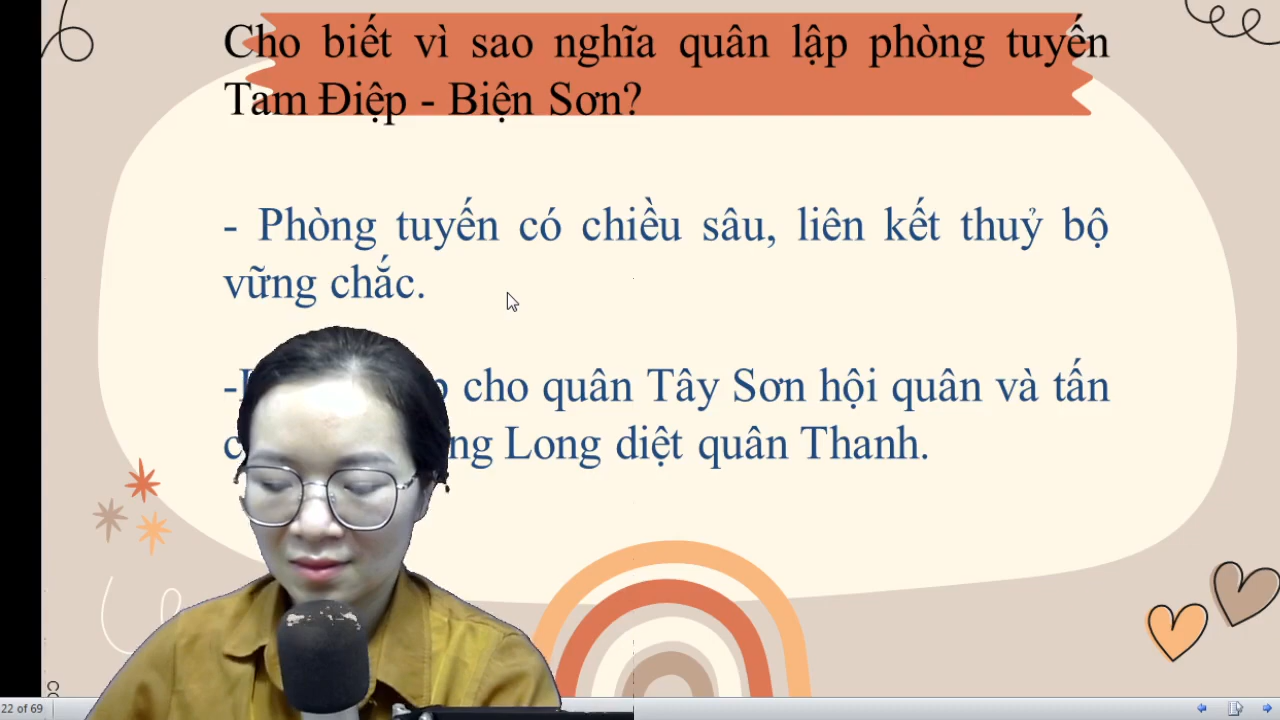 Cho biết vì sao nghĩa quân lập phòng tuyến
Tam Điệp - Biện Sơn?
- Phòng tuyến có chiều sâu, liên kết thuỷ bộ
vững chắc.
cho quân Tây Sơn hội quân và tấn
Long diệt quân Thanh.
22 of 69